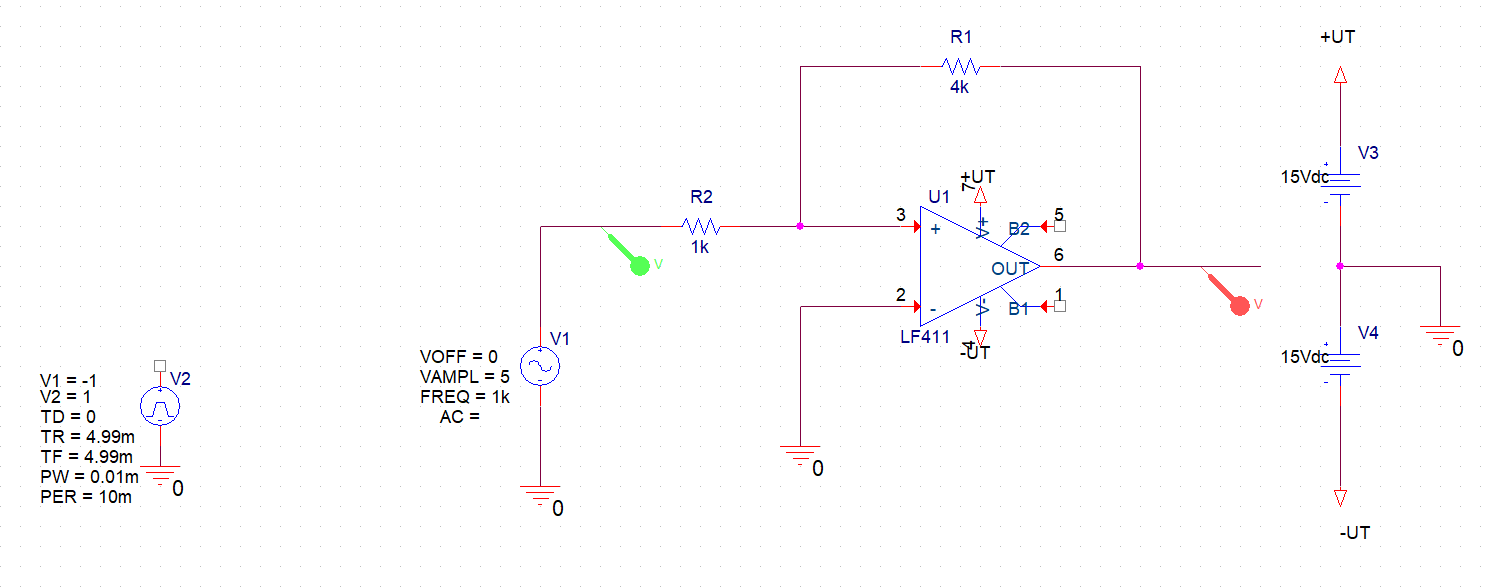 R1
4k
+UT
V3
15Vdc
+
-
R2
1k
U1
+UT
7
V+
3
+
B2
5
OUT
6
2
-
V-
B1
1
LF411
4
-UT
V
V
V1
VOFF = 0
VAMPL = 5
FREQ = 1k
AC =
+
-
0
V4
15Vdc
+
-
0
0
-UT
V2
V1 = -1
V2 = 1
TD = 0
TR = 4.99m
TF = 4.99m
PW = 0.01m
PER = 10m
+
-
0